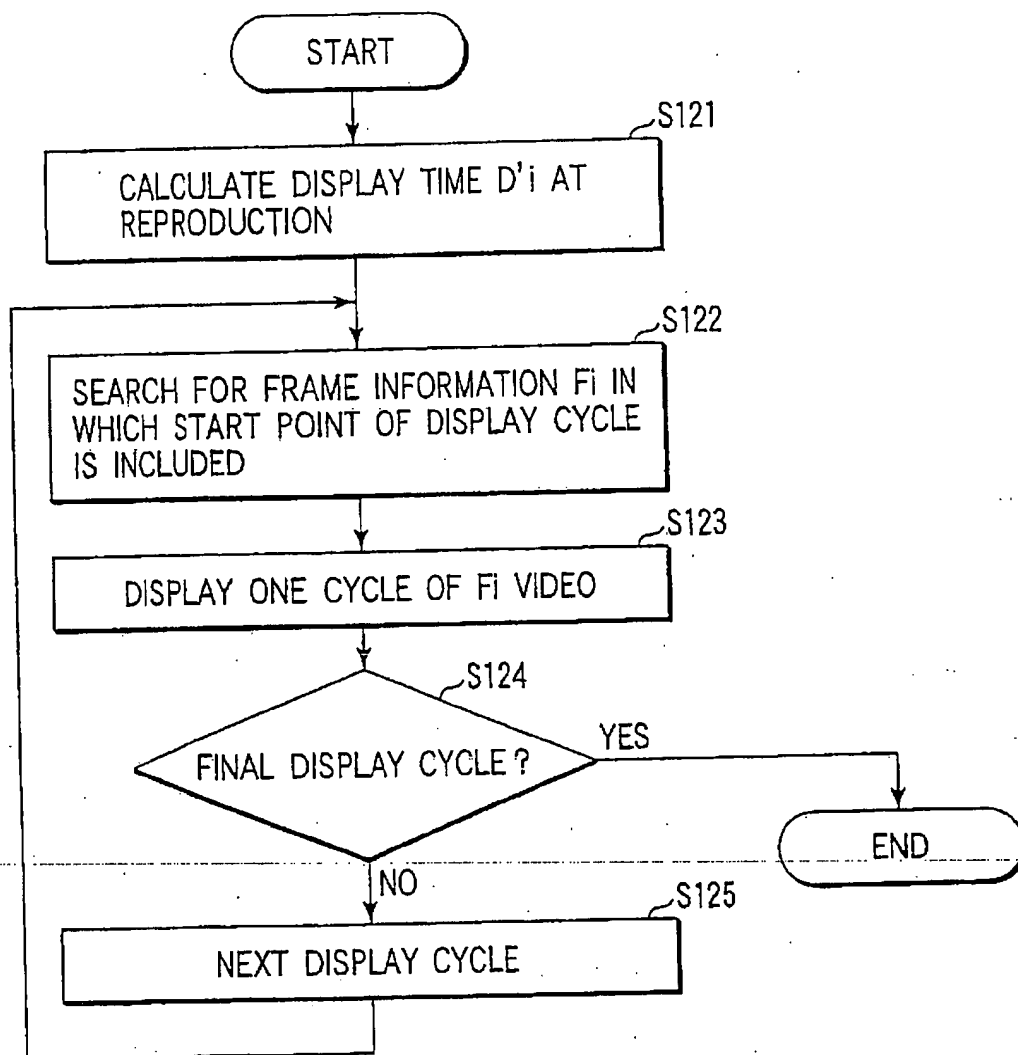 START
S121
CALCULATE DISPLAY TIME D'i AT
REPRODUCTION
S122
SEARCH FOR FRAME INFORMATION Fi IN
WHICH START POINT OF DISPLAY CYCLE
IS INCLUDED
S123
DISPLAY ONE CYCLE OF Fi VIDEO
S124
FINAL DISPLAY CYCLE?
YES
END
NO
S125
NEXT DISPLAY CYCLE